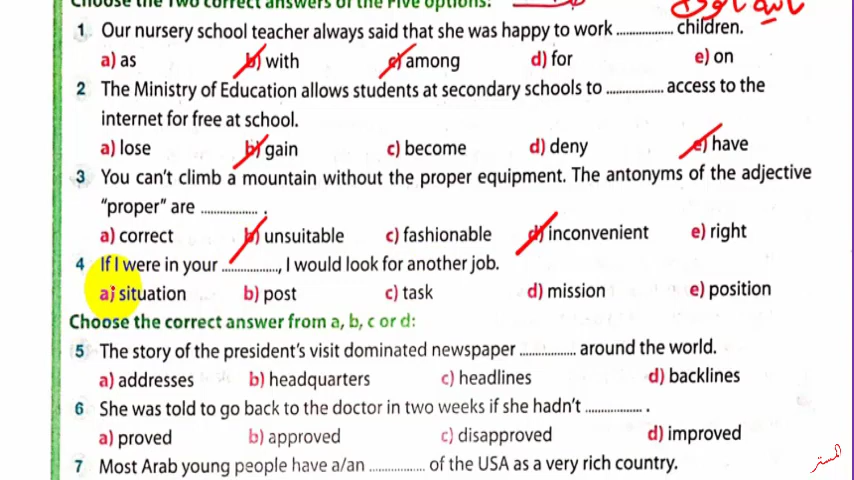 Choose the Two correct answers of the Five options:
ثانية ثانوى
1 Our nursery school teacher always said that she was happy to work ................ children.
a) as b) with c) among d) for e) on
2 The Ministry of Education allows students at secondary schools to ................ access to the
internet for free at school.
a) lose b) gain c) become d) deny e) have
3 You can't climb a mountain without the proper equipment. The antonyms of the adjective
“proper” are ................ .
a) correct b) unsuitable c) fashionable d) inconvenient e) right
4 If I were in your ................, I would look for another job.
a) situation b) post c) task d) mission e) position
Choose the correct answer from a, b, c or d:
5 The story of the president's visit dominated newspaper ................ around the world.
a) addresses b) headquarters c) headlines d) backlines
6 She was told to go back to the doctor in two weeks if she hadn't ................ .
a) proved b) approved c) disapproved d) improved
7 Most Arab young people have a/an ................ of the USA as a very rich country.
المستر